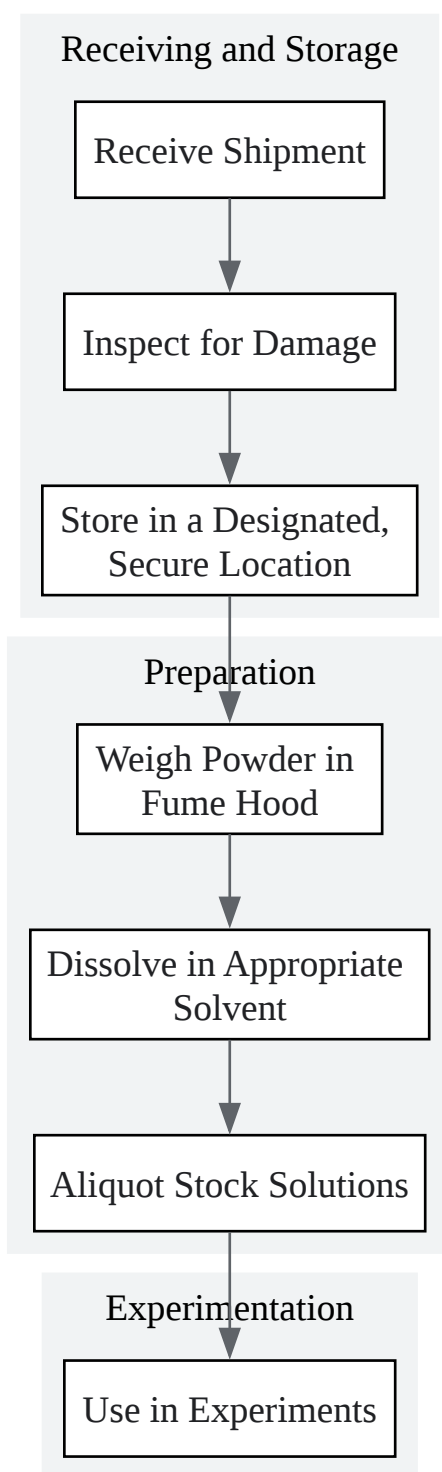 Receiving and Storage
Receive Shipment
Inspect for Damage
Store in a Designated,
Secure Location
Preparation
Weigh Powder in
Fume Hood
Dissolve in Appropriate
Solvent
Aliquot Stock Solutions
Experimentation
Use in Experiments